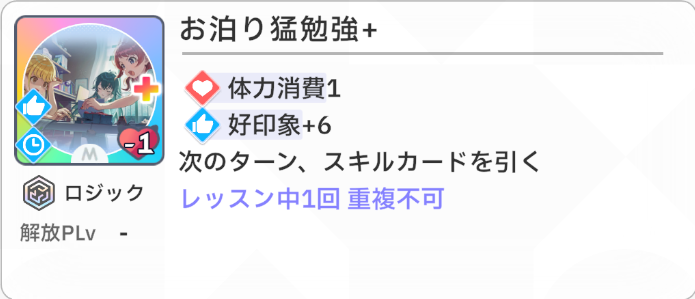 お泊り猛勉強+
体力消費1
好印象+6
次のターン、スキルカードを引く
レッスン中1回 重複不可
-1
M
ロジック
解放PLv -